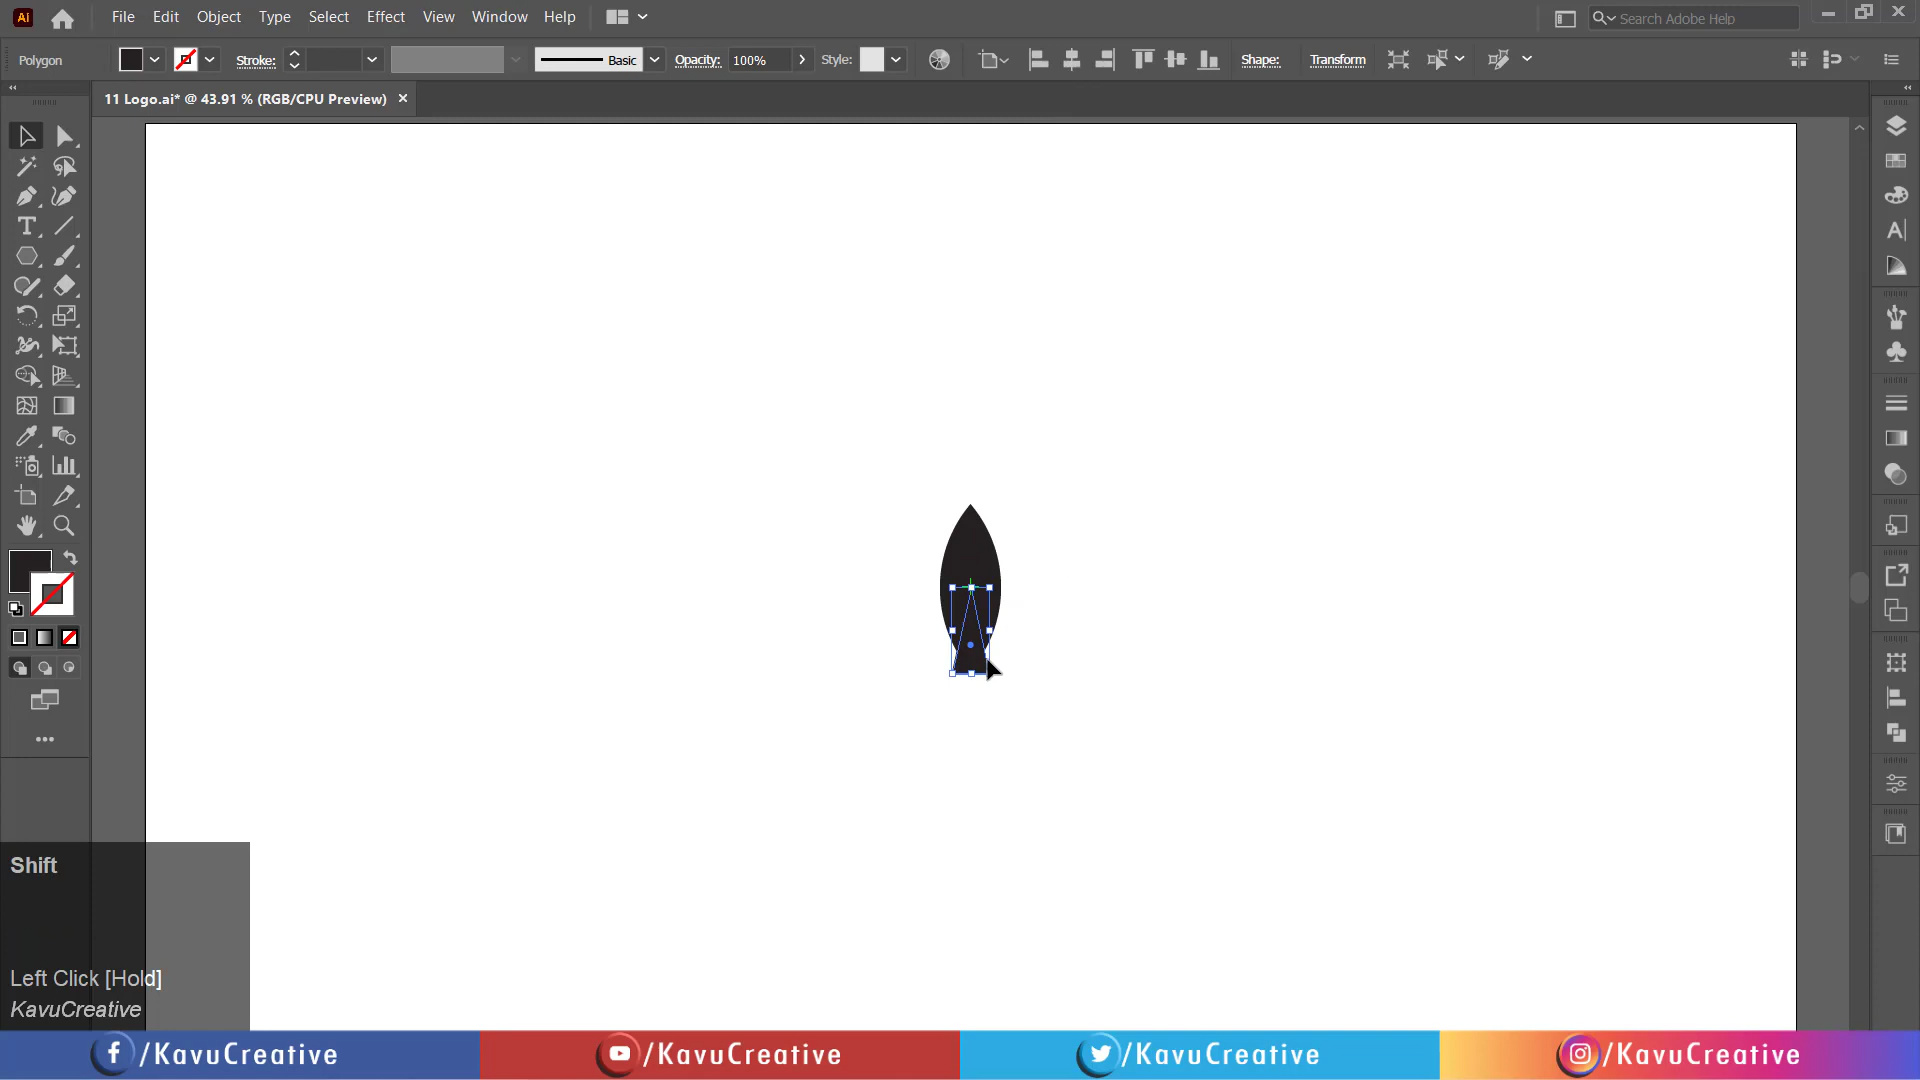 Ai File Edit Object Type Select Effect View Window Help Search Adobe Help
Polygon Stroke: Basic Opacity: 100% Style: Shape: Transform
11 Logo.ai* @ 43.91 % (RGB/CPU Preview)
Shift
Left Click [Hold]
KavuCreative
/KavuCreative /KavuCreative /KavuCreative /KavuCreative